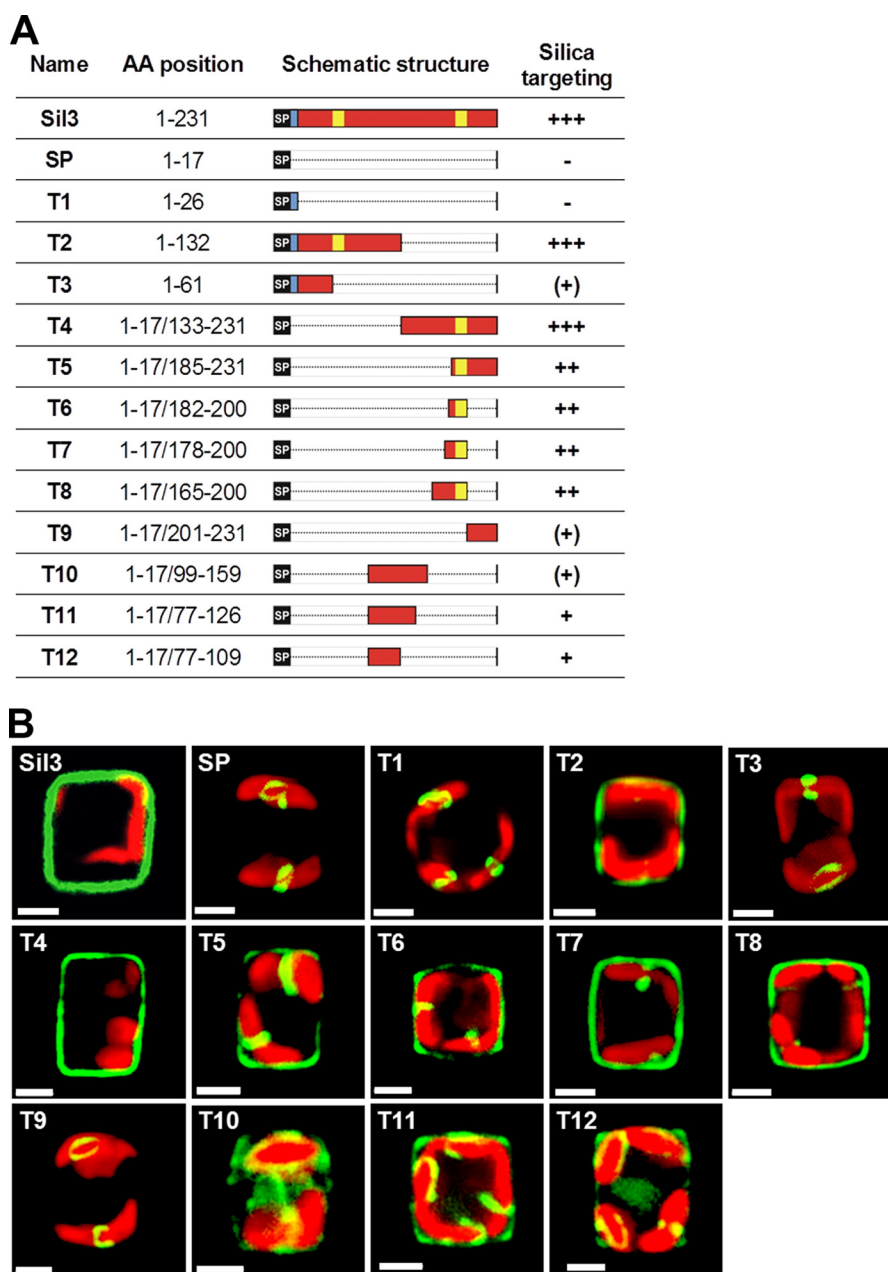 A
Name AA position Schematic structure Silica targeting
Sil3 1-231 SP +++
SP 1-17 SP -
T1 1-26 SP -
T2 1-132 SP +++
T3 1-61 SP (+)
T4 1-17/133-231 SP +++
T5 1-17/185-231 SP ++
T6 1-17/182-200 SP ++
T7 1-17/178-200 SP ++
T8 1-17/165-200 SP ++
T9 1-17/201-231 SP (+)
T10 1-17/99-159 SP (+)
T11 1-17/77-126 SP +
T12 1-17/77-109 SP +
B
Sil3 SP T1 T2 T3
T4 T5 T6 T7 T8
T9 T10 T11 T12